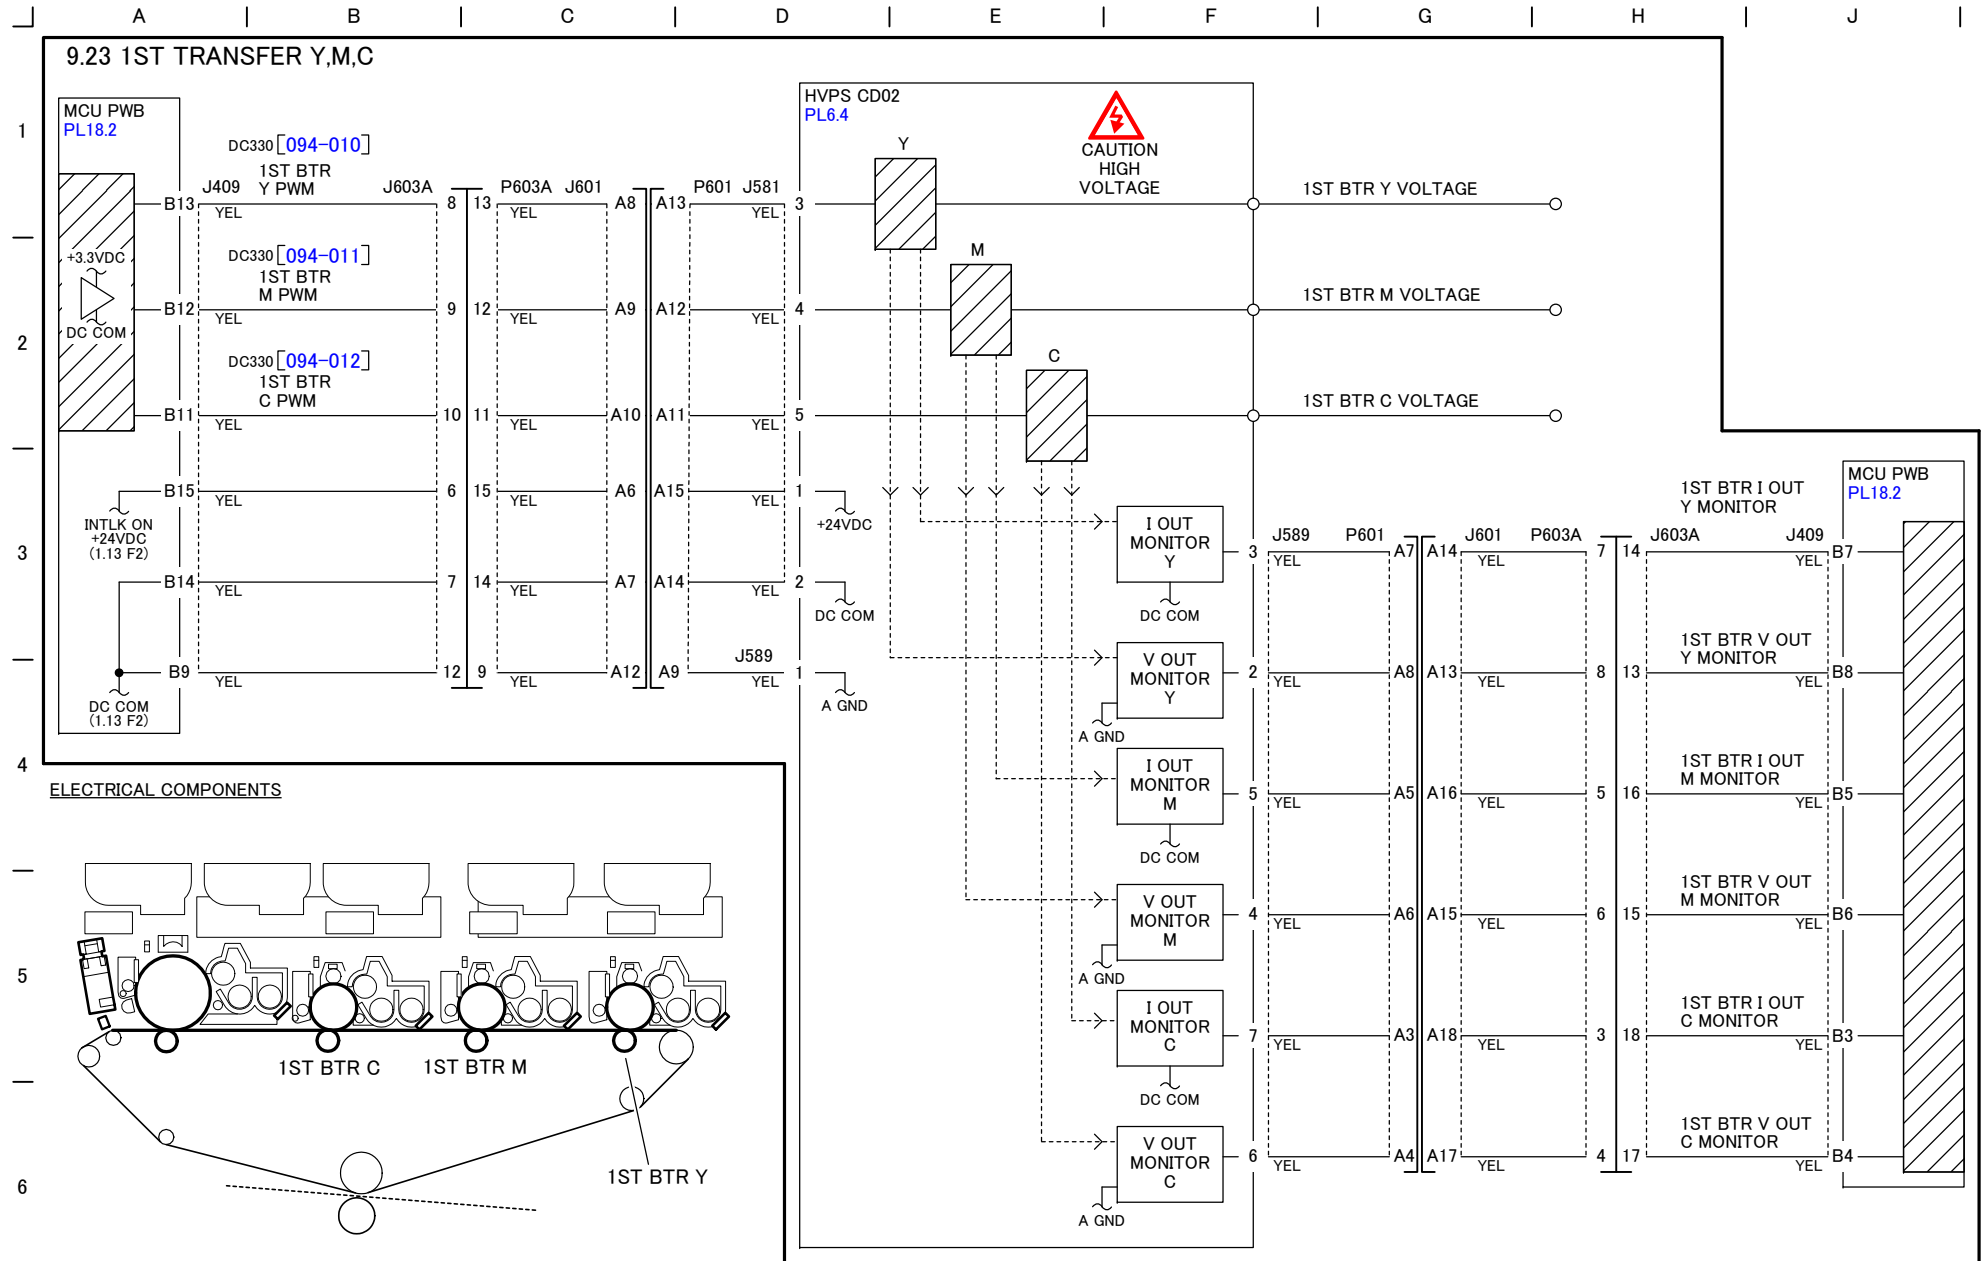 A B C D E F G H J
1
2
3
4
5
6
9.23 1ST TRANSFER Y,M,C
MCU PWB
PL18.2
+3.3VDC
DC COM
DC330 [094-010]
1ST BTR
Y PWM
B13 J409 YEL J603A 8 13 P603A YEL J601 A8 A13 P601 J581 YEL 3
DC330 [094-011]
1ST BTR
M PWM
B12 YEL 9 12 YEL A9 A12 YEL 4
DC330 [094-012]
1ST BTR
C PWM
B11 YEL 10 11 YEL A10 A11 YEL 5
B15 YEL 6 15 YEL A6 A15 YEL 1
INTLK ON
+24VDC
(1.13 F2)
+24VDC
B14 YEL 7 14 YEL A7 A14 YEL 2
DC COM
B9 YEL 12 9 YEL A12 A9 J589 YEL 1
DC COM
(1.13 F2)
A GND
HVPS CD02
PL6.4
CAUTION
HIGH
VOLTAGE
Y
M
C
1ST BTR Y VOLTAGE
1ST BTR M VOLTAGE
1ST BTR C VOLTAGE
MCU PWB
PL18.2
I OUT
MONITOR
Y
DC COM
3 J589 YEL P601 A7 A14 J601 YEL P603A 7 14 J603A J409 YEL B7
1ST BTR I OUT
Y MONITOR
V OUT
MONITOR
Y
A GND
2 YEL A8 A13 YEL 8 13 YEL B8
1ST BTR V OUT
Y MONITOR
I OUT
MONITOR
M
DC COM
5 YEL A5 A16 YEL 5 16 YEL B5
1ST BTR I OUT
M MONITOR
V OUT
MONITOR
M
A GND
4 YEL A6 A15 YEL 6 15 YEL B6
1ST BTR V OUT
M MONITOR
I OUT
MONITOR
C
DC COM
7 YEL A3 A18 YEL 3 18 YEL B3
1ST BTR I OUT
C MONITOR
V OUT
MONITOR
C
A GND
6 YEL A4 A17 YEL 4 17 YEL B4
1ST BTR V OUT
C MONITOR
ELECTRICAL COMPONENTS
1ST BTR C
1ST BTR M
1ST BTR Y